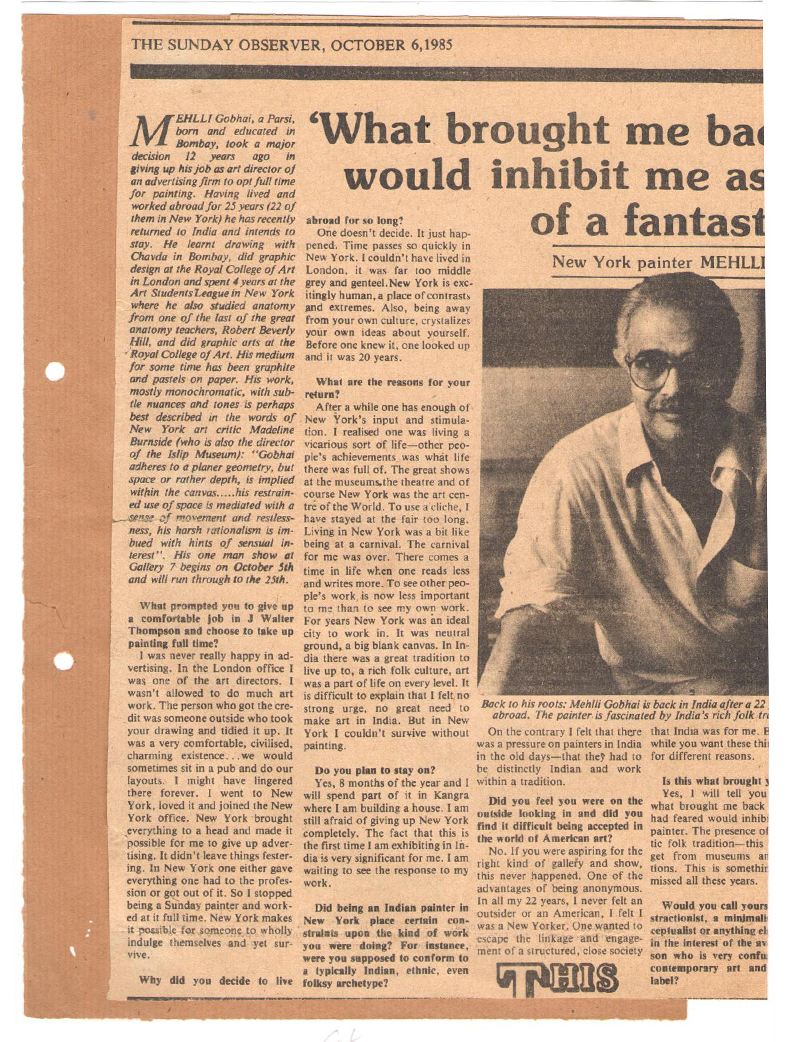 THE SUNDAY OBSERVER, OCTOBER 6,1985
MEHLLI Gobhai, a Parsi,
born and educated in
Bombay, took a major
decision 12 years ago in
giving up his job as art director of
an advertising firm to opt full time
for painting. Having lived and
worked abroad for 25 years (22 of
them in New York) he has recently
returned to India and intends to
stay. He learnt drawing with
Chavda in Bombay, did graphic
design at the Royal College of Art
in London and spent 4 years at the
Art Students League in New York
where he also studied anatomy
from one of the last of the great
anatomy teachers, Robert Beverly
Hill, and did graphic arts at the
Royal College of Art. His medium
for some time has been graphite
and pastels on paper. His work,
mostly monochromatic, with sub-
tle nuances and tones is perhaps
best described in the words of
New York art critic Madeline
Burnside (who is also the director
of the Islip Museum): "Gobhai
adheres to a planer geometry, but
space or rather depth, is implied
within the canvas.....his restrain-
ed use of space is mediated with a
sense of movement and restless-
ness, his harsh rationalism is im-
bued with hints of sensual in-
terest". His one man show at
Gallery 7 begins on October 5th
and will run through to the 25th.
What prompted you to give up
a comfortable job in J Walter
Thompson and choose to take up
painting full time?
I was never really happy in ad-
vertising. In the London office I
was one of the art directors. I
wasn't allowed to do much art
work. The person who got the cre-
dit was someone outside who took
your drawing and tidied it up. It
was a very comfortable, civilised,
charming existence...we would
sometimes sit in a pub and do our
layouts. I might have lingered
there forever. I went to New
York, loved it and joined the New
York office. New York brought
everything to a head and made it
possible for me to give up adver-
tising. It didn't leave things fester-
ing. In New York one either gave
everything one had to the profes-
sion or got out of it. So I stopped
being a Sunday painter and work-
ed at it full time. New York makes
it possible for someone to wholly
indulge themselves and yet sur-
vive.
Why did you decide to live
'What brought me bac
would inhibit me as
of a fantast
New York painter MEHLLI
abroad for so long?
One doesn't decide. It just hap-
pened. Time passes so quickly in
New York. I couldn't have lived in
London, it was far too middle
grey and genteel.New York is exc-
itingly human, a place of contrasts
and extremes. Also, being away
from your own culture, crystalizes
your own ideas about yourself.
Before one knew it, one looked up
and it was 20 years.
What are the reasons for your
return?
After a while one has enough of
New York's input and stimula-
tion. I realised one was living a
vicarious sort of life—other peo-
ple's achievements was what life
there was full of. The great shows
at the museums,the theatre and of
course New York was the art cen-
tre of the World. To use a cliche, I
have stayed at the fair too long.
Living in New York was a bit like
being at a carnival. The carnival
for me was over. There comes a
time in life when one reads less
and writes more. To see other peo-
ple's work is now less important
to me than to see my own work.
For years New York was an ideal
city to work in. It was neutral
ground, a big blank canvas. In In-
dia there was a great tradition to
live up to, a rich folk culture, art
was a part of life on every level. It
is difficult to explain that I felt no
strong urge, no great need to
make art in India. But in New
York I couldn't survive without
painting.
Do you plan to stay on?
Yes, 8 months of the year and I
will spend part of it in Kangra
where I am building a house. I am
still afraid of giving up New York
completely. The fact that this is
the first time I am exhibiting in In-
dia is very significant for me. I am
waiting to see the response to my
work.
Did being an Indian painter in
New York place certain con-
straints upon the kind of work
you were doing? For instance,
were you supposed to conform to
a typically Indian, ethnic, even
folksy archetype?
Back to his roots: Mehlli Gobhai is back in India after a 22
abroad. The painter is fascinated by India's rich folk tra
On the contrary I felt that there
was a pressure on painters in India
in the old days—that they had to
be distinctly Indian and work
within a tradition.
Did you feel you were on the
outside looking in and did you
find it difficult being accepted in
the world of American art?
No. If you were aspiring for the
right kind of gallery and show,
this never happened. One of the
advantages of being anonymous.
In all my 22 years, I never felt an
outsider or an American, I felt I
was a New Yorker. One wanted to
escape the linkage and engage-
ment of a structured, close society
THIS
that India was for me. B
while you want these thi
for different reasons.
Is this what brought y
Yes, I will tell you
what brought me back
had feared would inhib
painter. The presence of
tic folk tradition—this
get from museums an
tions. This is somethin
missed all these years.
Would you call yours
stractionist, a minimali
ceptualist or anything els
in the interest of the av
son who is very confu
contemporary art and
label?